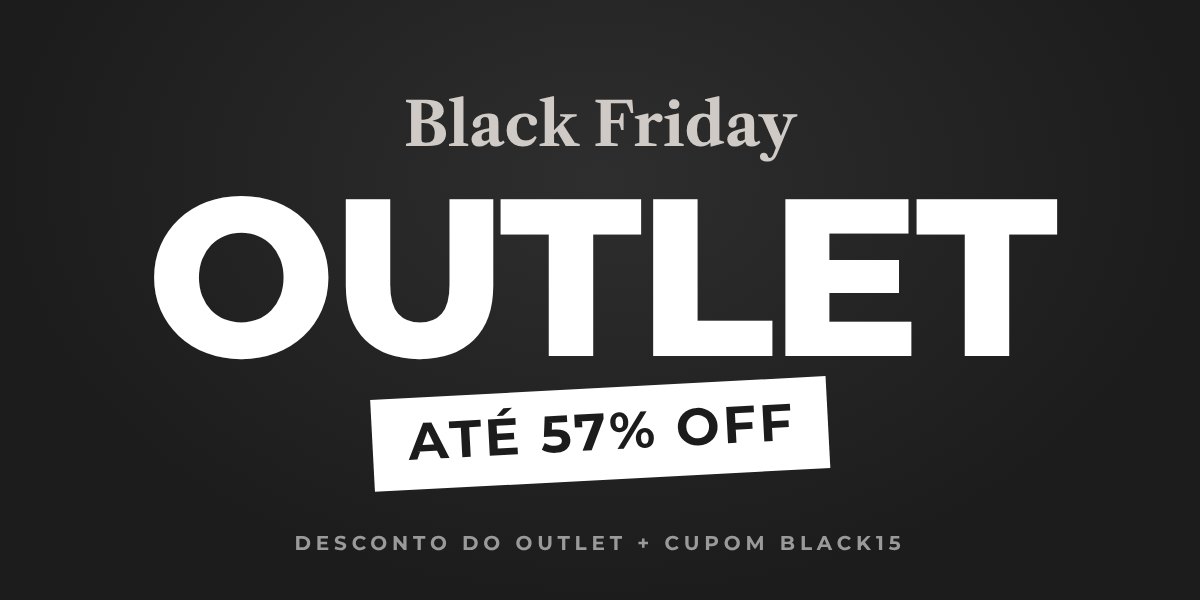 Black Friday
OUTLET
ATÉ 57% OFF
DESCONTO DO OUTLET + CUPOM BLACK15